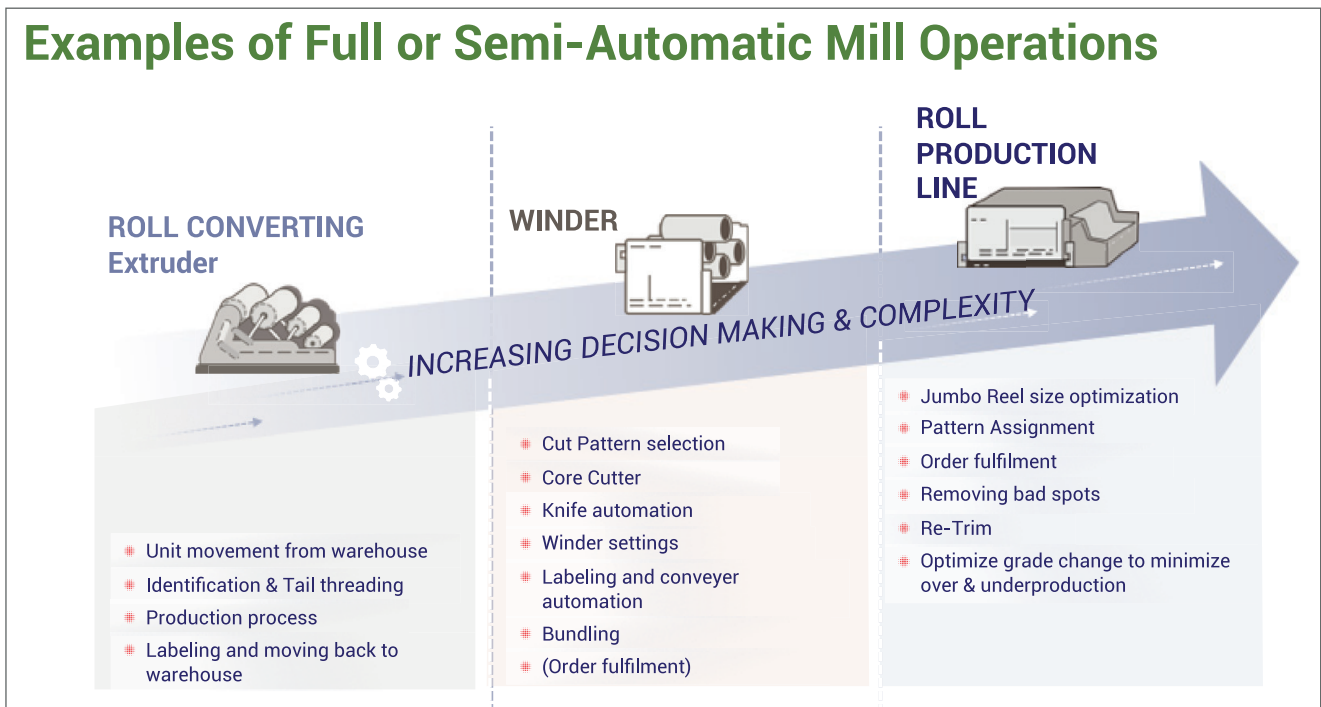 Examples of Full or Semi-Automatic Mill Operations
ROLL CONVERTING
Extruder
WINDER
ROLL
PRODUCTION
LINE
INCREASING DECISION MAKING & COMPLEXITY
Unit movement from warehouse
Identification & Tail threading
Production process
Labeling and moving back to
warehouse
Cut Pattern selection
Core Cutter
Knife automation
Winder settings
Labeling and conveyer
automation
Bundling
(Order fulfilment)
Jumbo Reel size optimization
Pattern Assignment
Order fulfilment
Removing bad spots
Re-Trim
Optimize grade change to minimize
over & underproduction